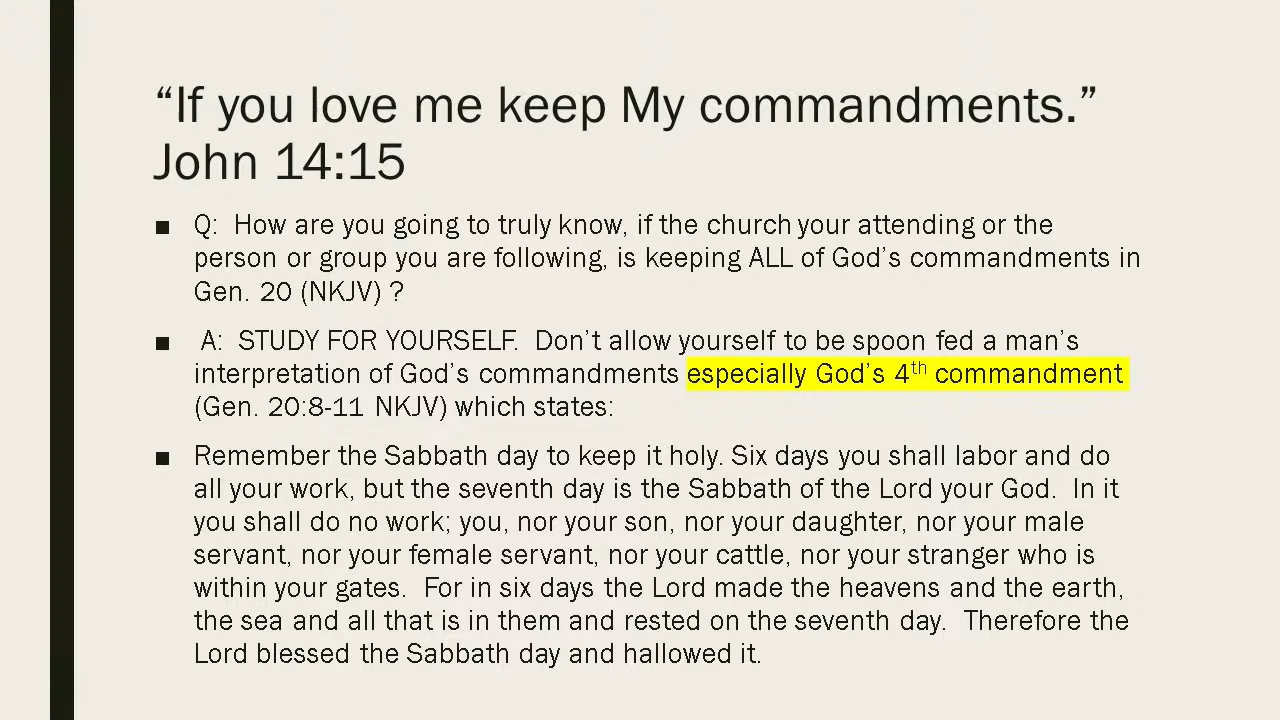 “If you love me keep My commandments.”
John 14:15
■ Q:  How are you going to truly know, if the church your attending or the
person or group you are following, is keeping ALL of God’s commandments in
Gen. 20 (NKJV) ?
■ A:  STUDY FOR YOURSELF.  Don’t allow yourself to be spoon fed a man’s
interpretation of God’s commandments especially God’s 4th commandment
(Gen. 20:8-11 NKJV) which states:
■ Remember the Sabbath day to keep it holy. Six days you shall labor and do
all your work, but the seventh day is the Sabbath of the Lord your God.  In it
you shall do no work; you, nor your son, nor your daughter, nor your male
servant, nor your female servant, nor your cattle, nor your stranger who is
within your gates.  For in six days the Lord made the heavens and the earth,
the sea and all that is in them and rested on the seventh day.  Therefore the
Lord blessed the Sabbath day and hallowed it.